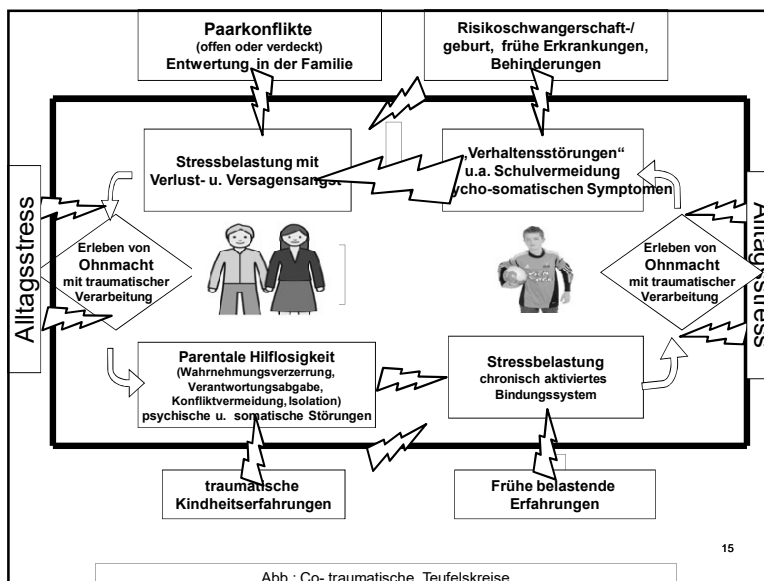 Paarkonflikte
(offen oder verdeckt)
Entwertung in der Familie
Risikoschwangerschaft-/
geburt, frühe Erkrankungen,
Behinderungen
Stressbelastung mit
Verlust- u. Versagensangst
„Verhaltensstörungen“
u.a. Schulvermeidung
ycho-somatischen Symptomen
Alltagsstress
Erleben von
Ohnmacht
mit traumatischer
Verarbeitung
Erleben von
Ohnmacht
mit traumatischer
Verarbeitung
Alltagsstress
Parentale Hilflosigkeit
(Wahrnehmungsverzerrung,
Verantwortungsabgabe,
Konfliktvermeidung, Isolation)
psychische u. somatische Störungen
Stressbelastung
chronisch aktiviertes
Bindungssystem
traumatische
Kindheitserfahrungen
Frühe belastende
Erfahrungen
15
Abb.: Co- traumatische Teufelskreise